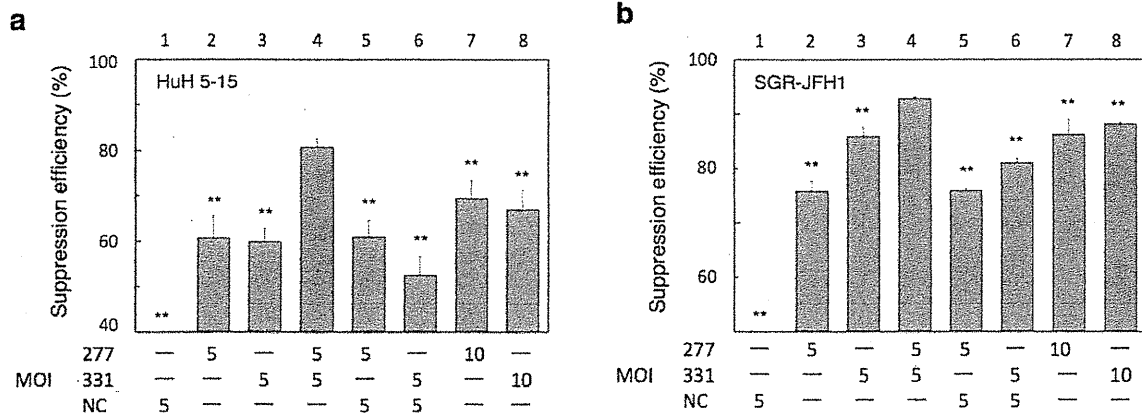 a
1 2 3 4 5 6 7 8
HuH 5-15
Suppression efficiency (%)
100
80
60
40
** ** ** ** ** ** **
277 — 5 — 5 5 — 10 —
MOI 331 — — 5 5 — 5 — 10
NC 5 — — — 5 5 — —
b
1 2 3 4 5 6 7 8
SGR-JFH1
Suppression efficiency (%)
100
80
60
** ** ** ** ** ** **
277 — 5 — 5 5 — 10 —
MOI 331 — — 5 5 — 5 — 10
NC 5 — — — 5 5 — —